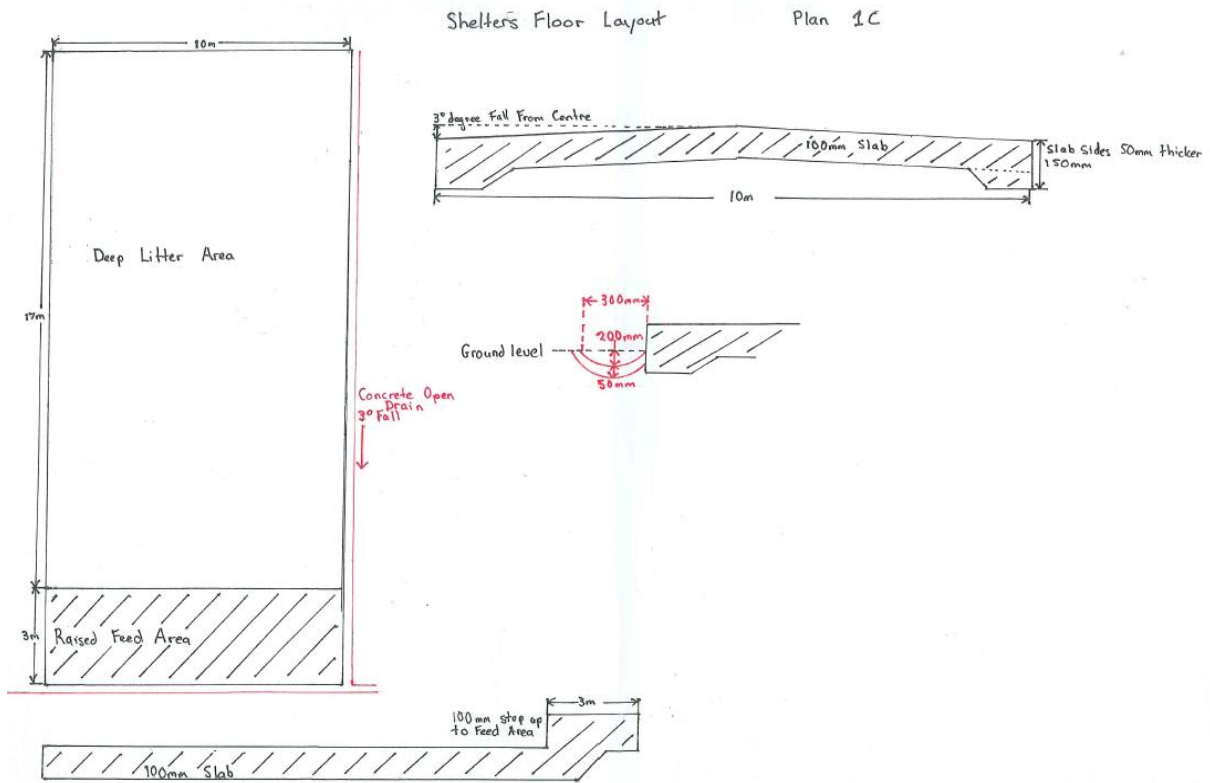 Shelters Floor Layout Plan 1C
10m
3° degree Fall From Centre
100mm Slab
Slab Sides 50mm thicker
150mm
10m
Deep Litter Area
17m
300mm
200mm
Ground level
50mm
Concrete Open
Drain
3° Fall
3m
Raised Feed Area
3m
100mm step up
to Feed Area
100mm Slab